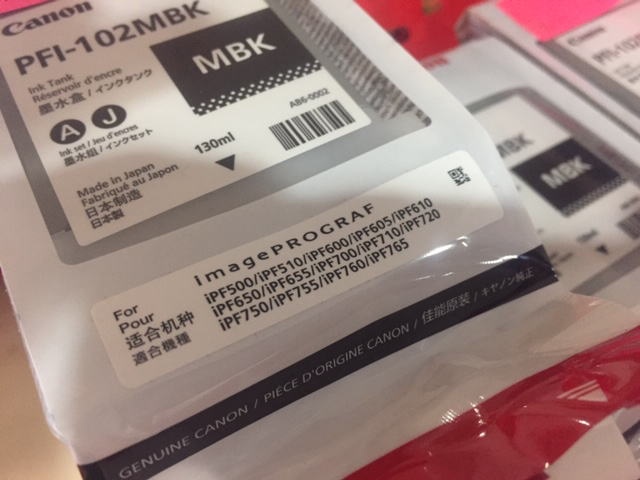 Canon
PFI-102MBK
MBK
Ink Tank
Réservoir d'encre
墨水盒 / インクタンク
AB6-0002
A J
Ink set / Jeu d'encres
墨水組 / インクセット
130ml
Made in Japan
Fabriqué au Japon
日本制造
日本製
imagePROGRAF
For
Pour
适合机种
適合機種
iPF500/iPF510/iPF600/iPF605/iPF610
iPF650/iPF655/iPF700/iPF710/iPF720
iPF750/iPF755/iPF760/iPF765
GENUINE CANON / PIÈCE D'ORIGINE CANON / 佳能原装 / キヤノン純正
MBK
MBK